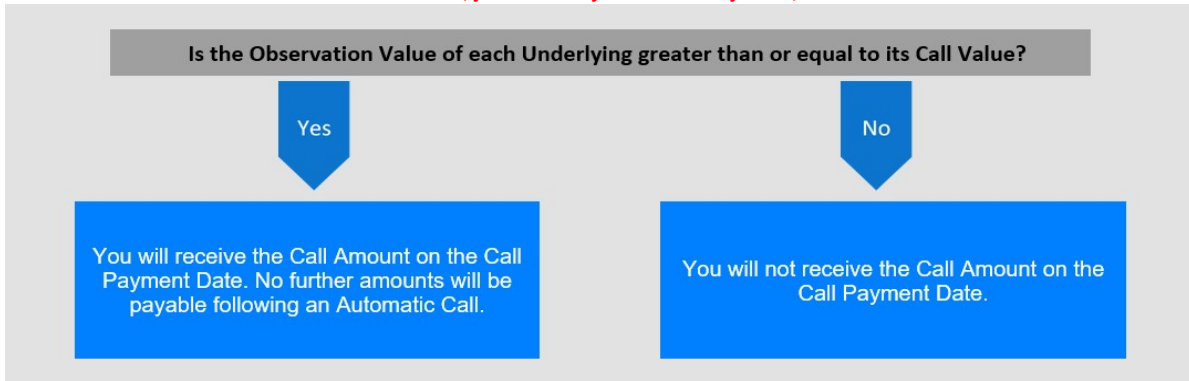 Is the Observation Value of each Underlying greater than or equal to its Call Value?
Yes
No
You will receive the Call Amount on the Call
Payment Date. No further amounts will be
payable following an Automatic Call.
You will not receive the Call Amount on the
Call Payment Date.